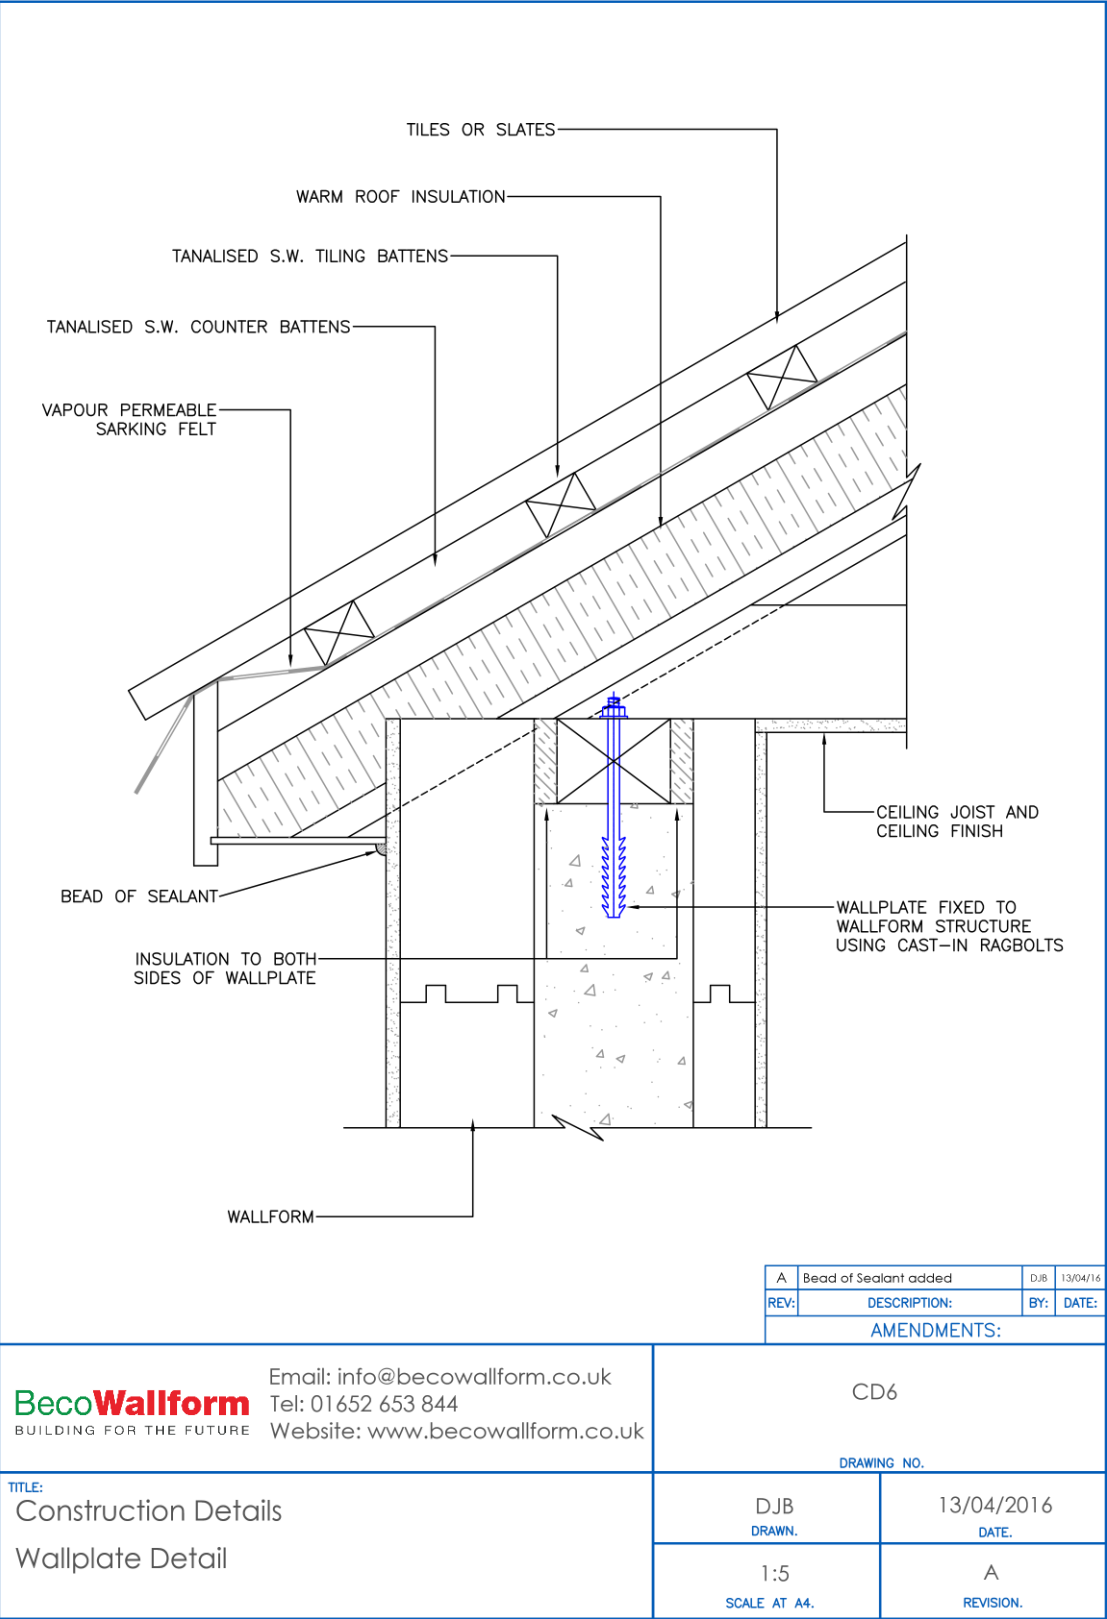 TILES OR SLATES
WARM ROOF INSULATION
TANALISED S.W. TILING BATTENS
TANALISED S.W. COUNTER BATTENS
VAPOUR PERMEABLE
SARKING FELT
CEILING JOIST AND
CEILING FINISH
BEAD OF SEALANT
WALLPLATE FIXED TO
WALLFORM STRUCTURE
USING CAST-IN RAGBOLTS
INSULATION TO BOTH
SIDES OF WALLPLATE
WALLFORM
A Bead of Sealant added DJB 13/04/16
REV: DESCRIPTION: BY: DATE:
AMENDMENTS:
BecoWallform
BUILDING FOR THE FUTURE
Email: info@becowallform.co.uk
Tel: 01652 653 844
Website: www.becowallform.co.uk
CD6
DRAWING NO.
TITLE:
Construction Details
Wallplate Detail
DJB
DRAWN.
13/04/2016
DATE.
1:5
SCALE AT A4.
A
REVISION.